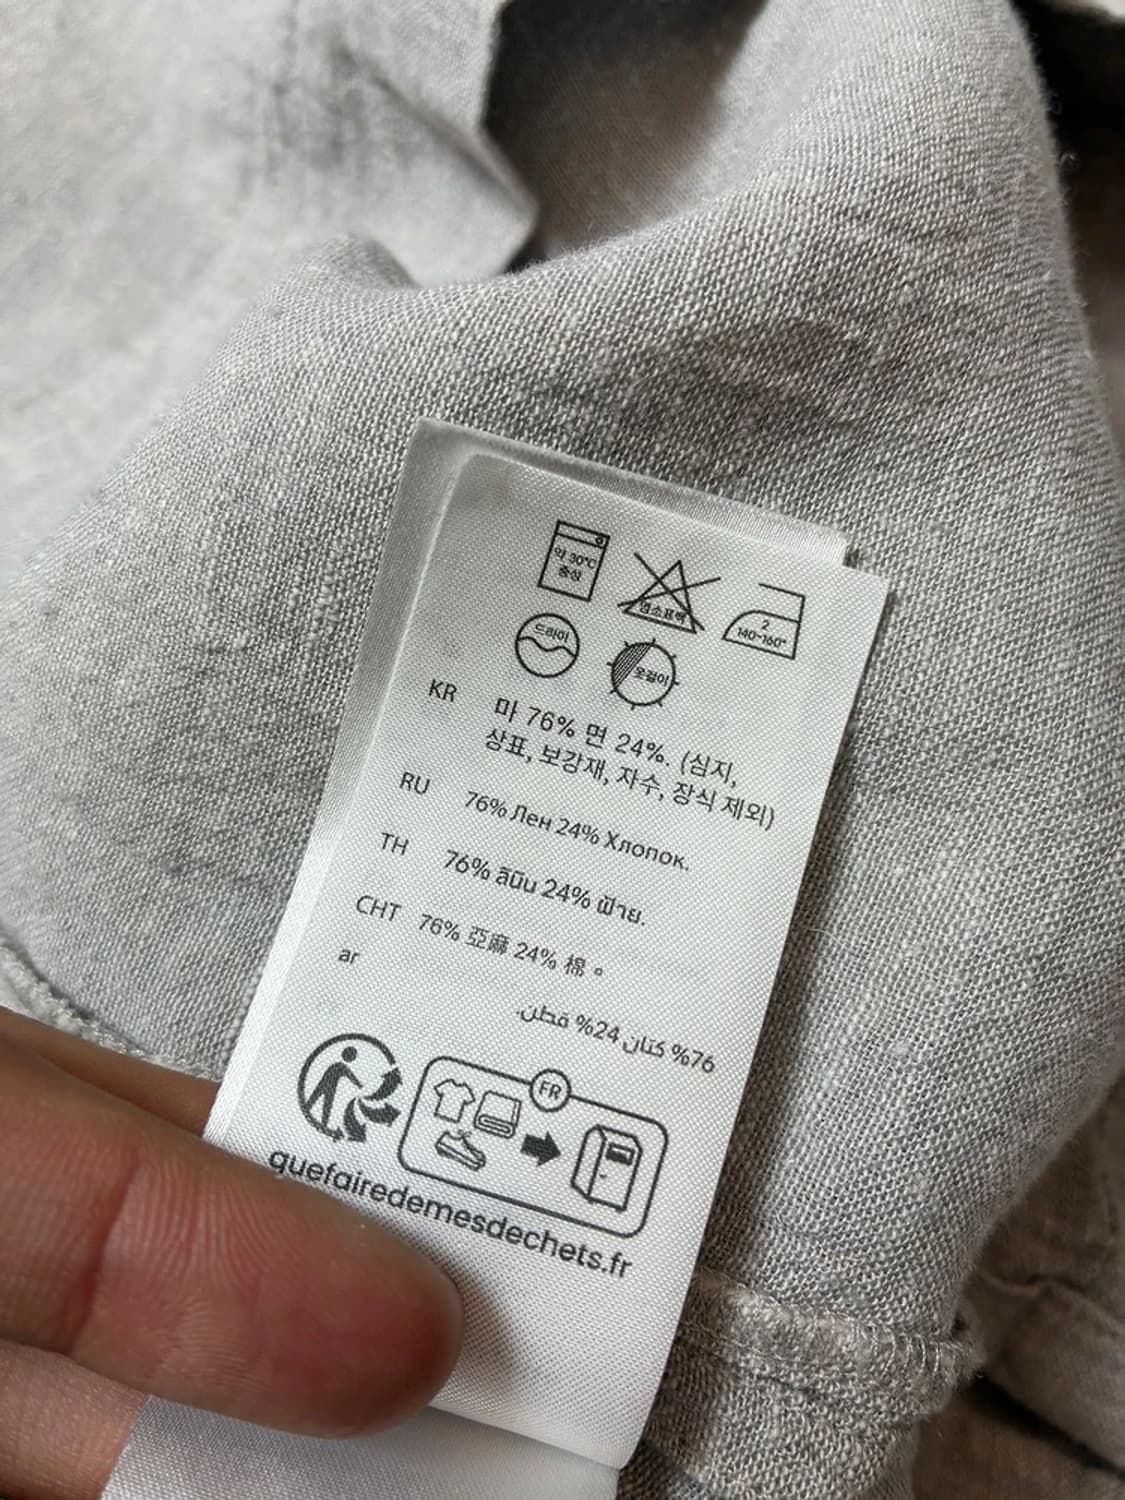 약 30°C
중성
염소표백
2
140~160°
드라이
옷걸이
KR 마 76% 면 24%. (심지,
상표, 보강재, 자수, 장식 제외)
RU 76% Лен 24% Хлопок.
TH 76% ลินิน 24% ฝ้าย.
CHT 76% 亞麻 24% 棉。
ar
76% كتان 24% قطن.
FR
quefairedemesdechets.fr